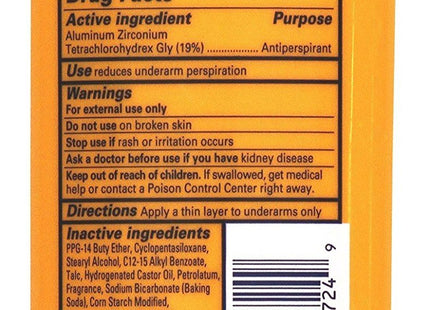 Drug Facts
Active ingredient Purpose
Aluminum Zirconium
Tetrachlorohydrex Gly (19%) .................. Antiperspirant
Use reduces underarm perspiration
Warnings
For external use only
Do not use on broken skin
Stop use if rash or irritation occurs
Ask a doctor before use if you have kidney disease
Keep out of reach of children. If swallowed, get medical
help or contact a Poison Control Center right away.
Directions Apply a thin layer to underarms only
Inactive ingredients
PPG-14 Buty Ether, Cyclopentasiloxane,
Stearyl Alcohol, C12-15 Alkyl Benzoate,
Talc, Hydrogenated Castor Oil, Petrolatum,
Fragrance, Sodium Bicarbonate (Baking
Soda), Corn Starch Modified,
724 9